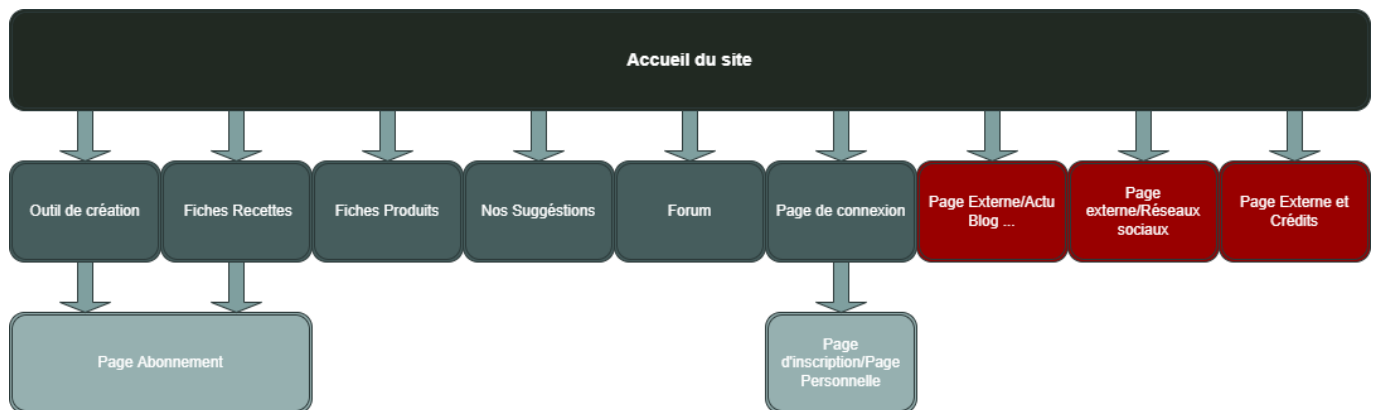 Accueil du site
Outil de création
Fiches Recettes
Fiches Produits
Nos Suggéstions
Forum
Page de connexion
Page Externe/Actu
Blog ...
Page
externe/Réseaux
sociaux
Page Externe et
Crédits
Page Abonnement
Page
d'inscription/Page
Personnelle